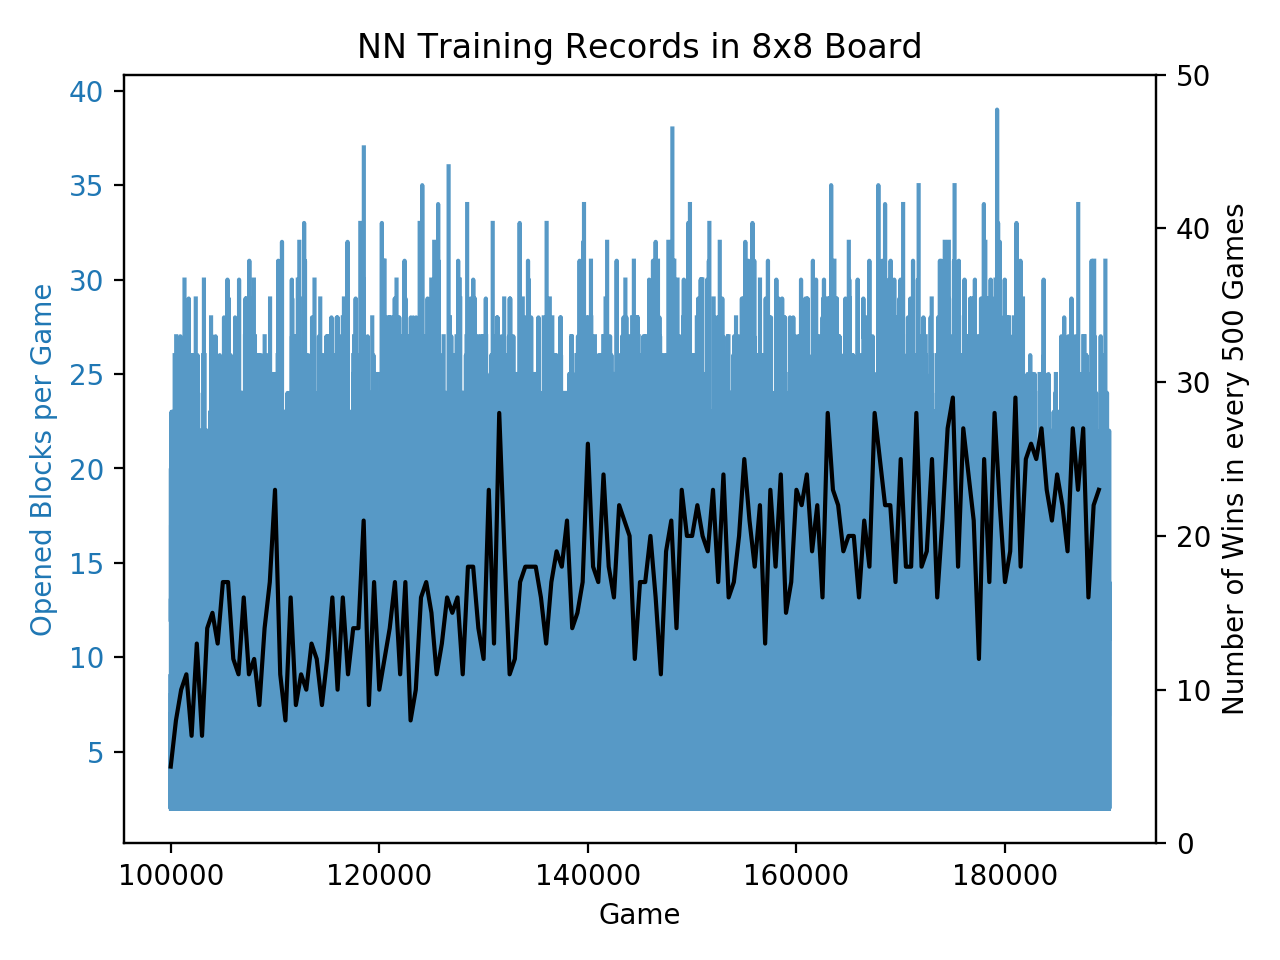 NN Training Records in 8x8 Board
Opened Blocks per Game
40
35
30
25
20
15
10
5
50
40
30
20
10
0
Number of Wins in every 500 Games
100000 120000 140000 160000 180000
Game